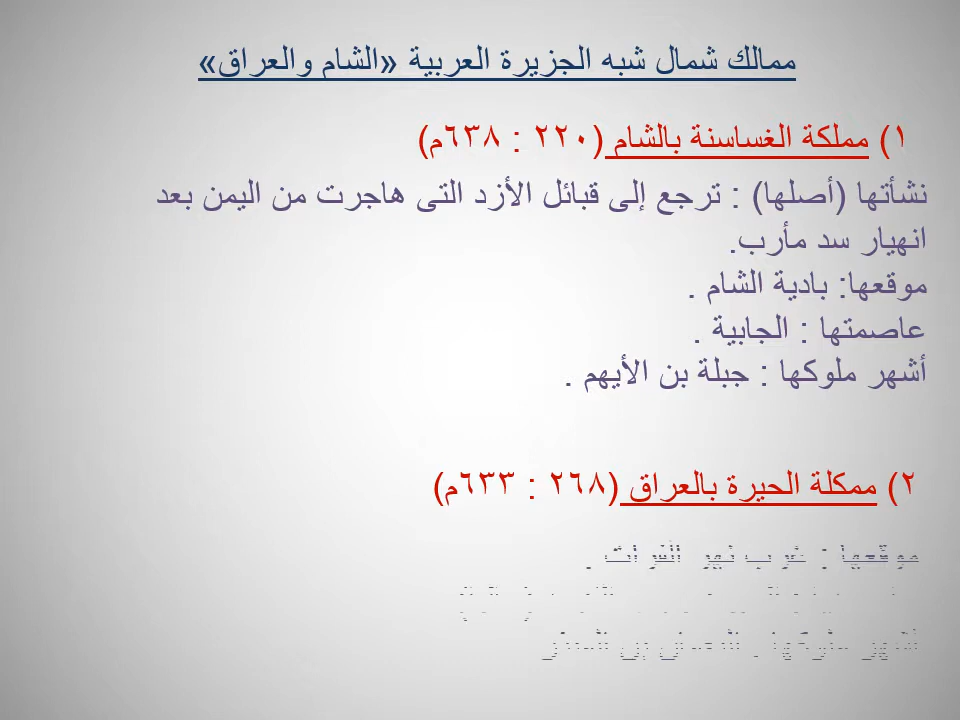 ممالك شمال شبه الجزيرة العربية «الشام والعراق»
١) مملكة الغساسنة بالشام (٢٢٠ : ٦٣٨م)
نشأتها (أصلها) : ترجع إلى قبائل الأزد التى هاجرت من اليمن بعد
انهيار سد مأرب.
موقعها: بادية الشام .
عاصمتها : الجابية .
أشهر ملوكها : جبلة بن الأيهم .
٢) ممكلة الحيرة بالعراق (٢٦٨ : ٦٣٣م)
موقعها : غرب نهر الفرات .
أشهر ملوكها : النعمان بن المنذر